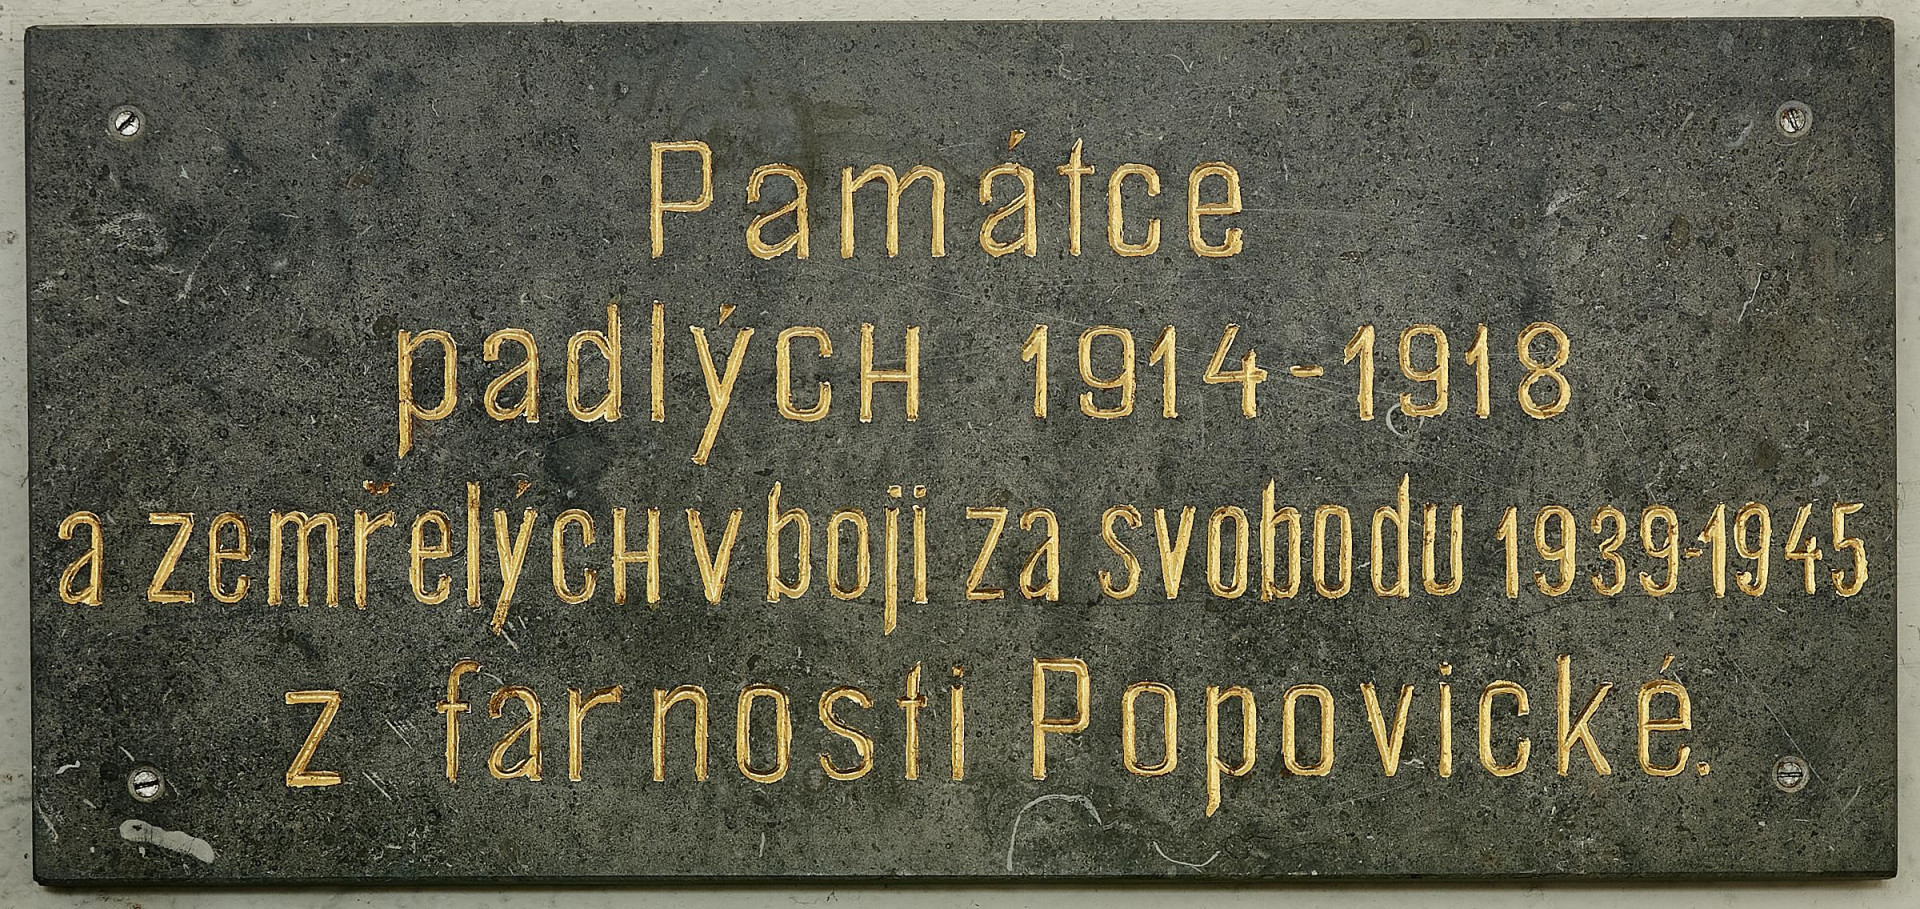 Památce
padlých 1914-1918
a zemřelých v boji za svobodu 1939-1945
z farnosti Popovické.